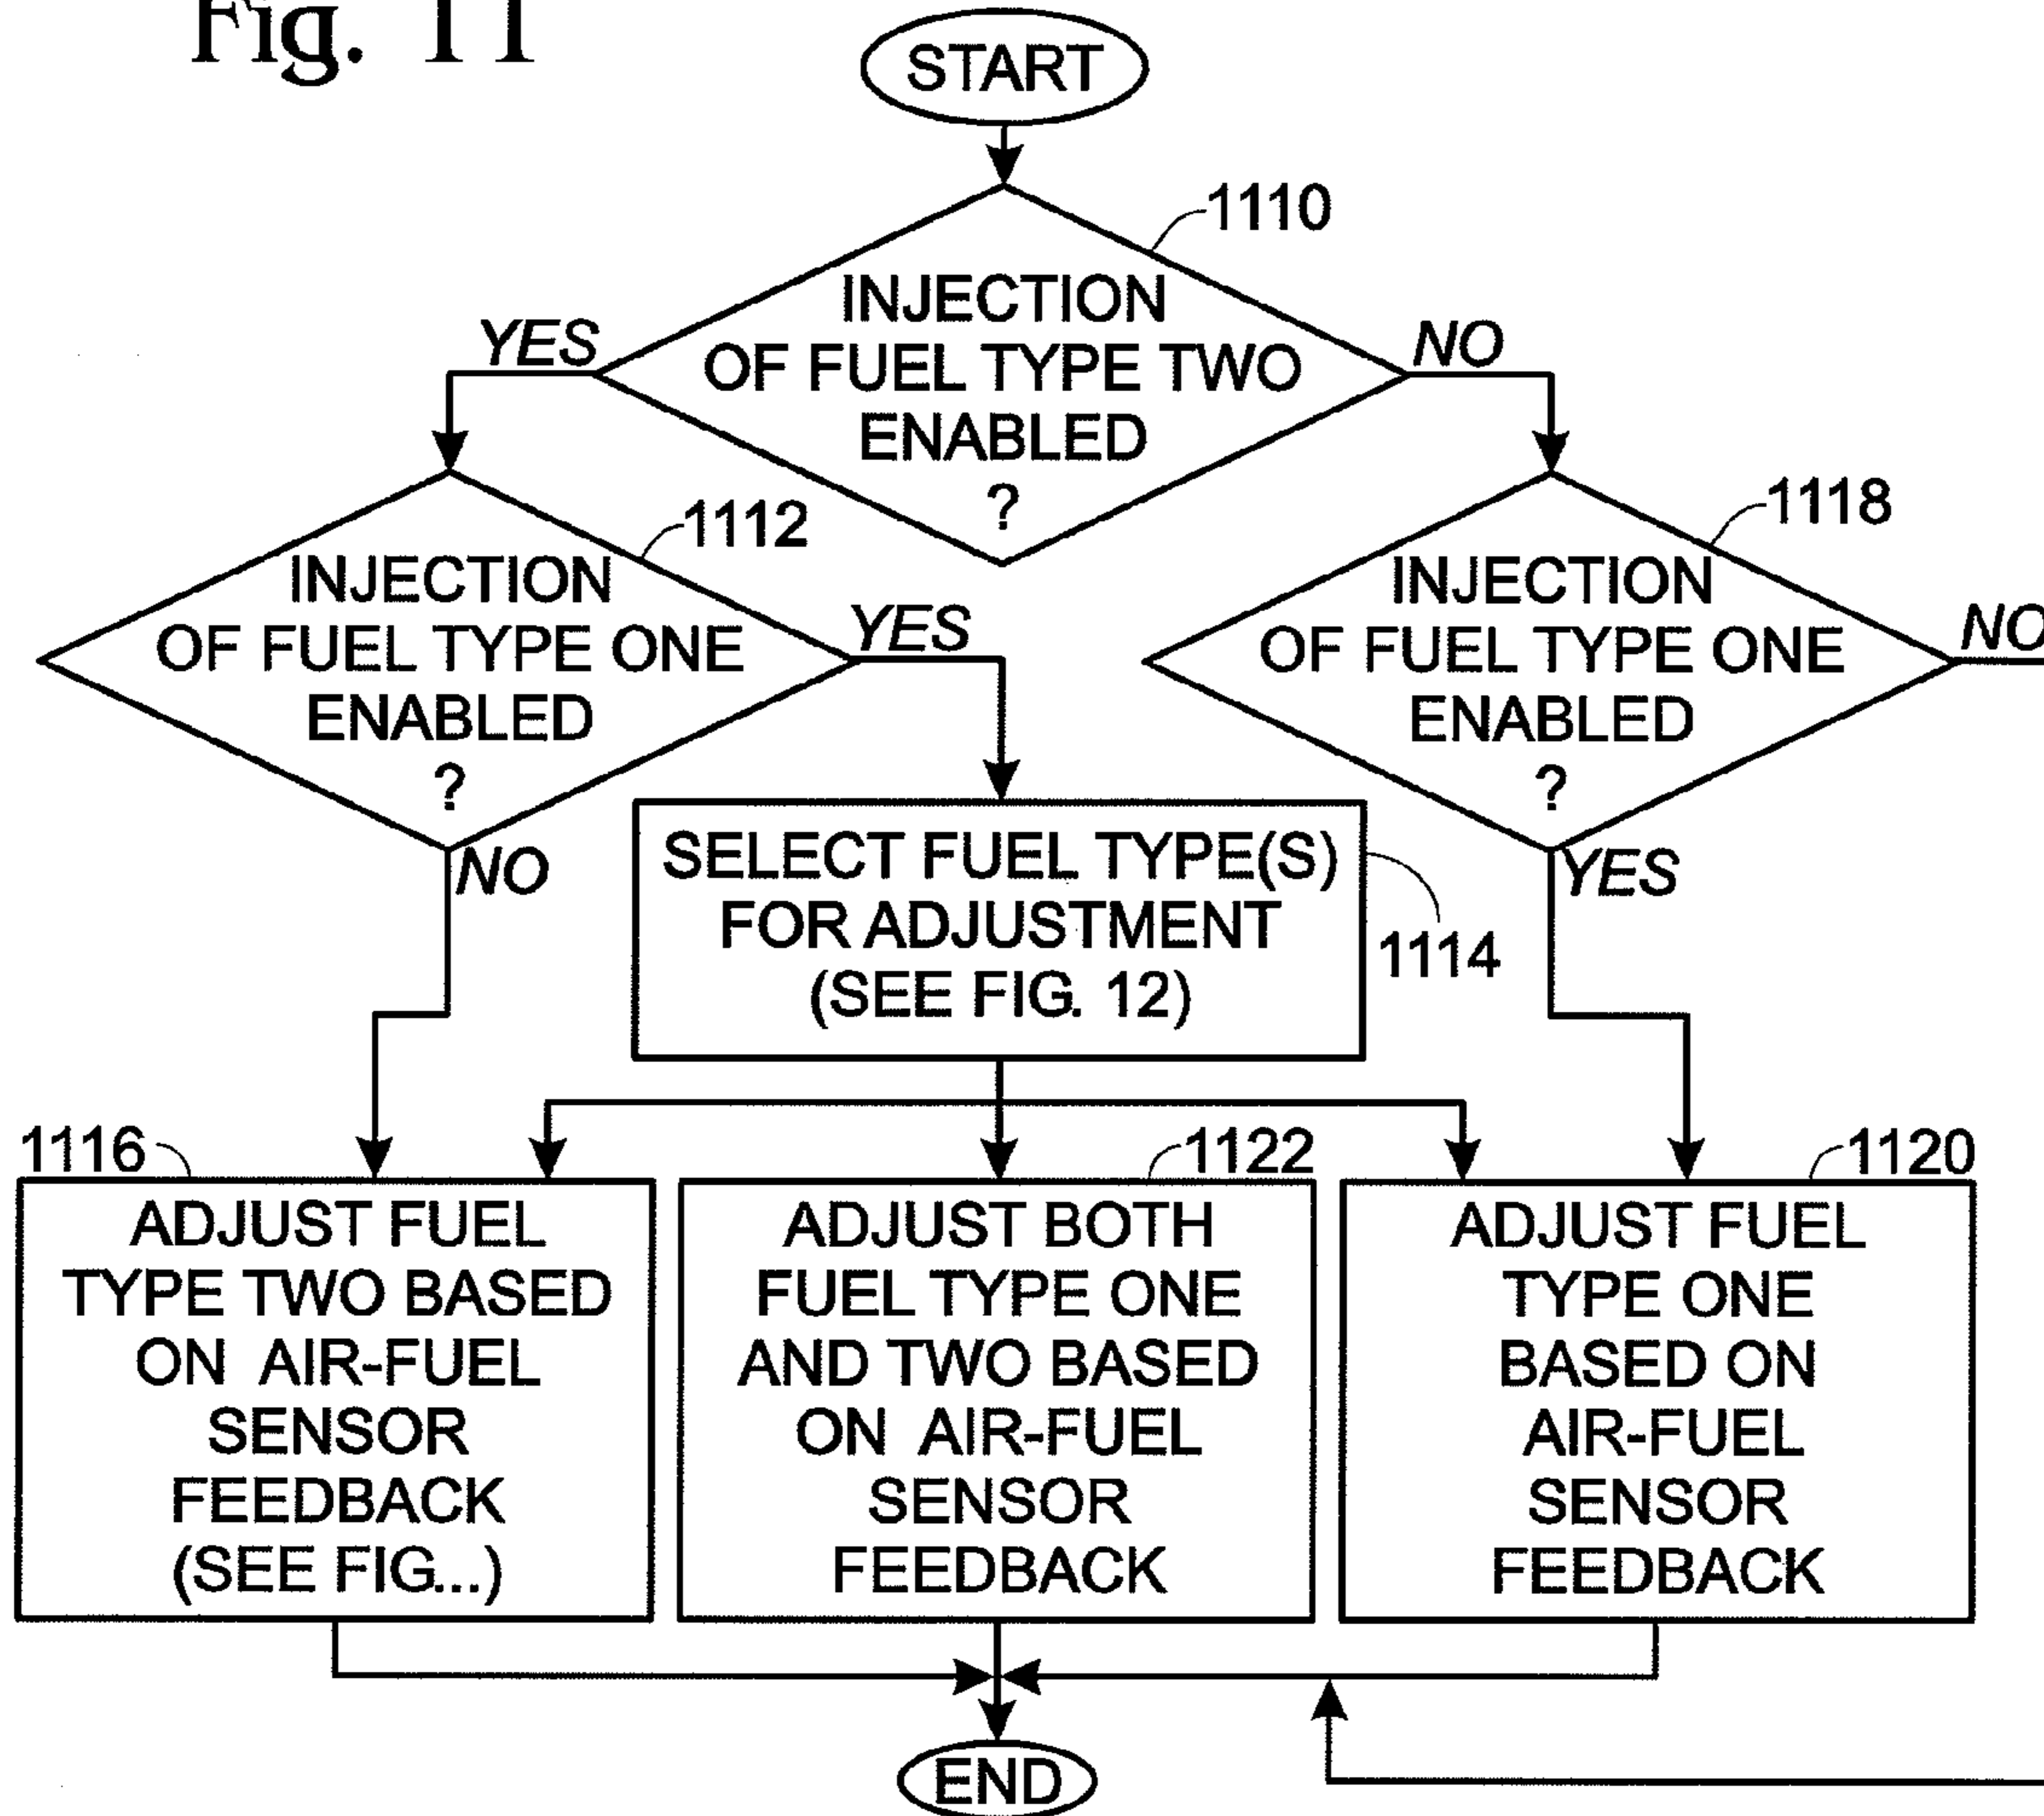 Fig. 11
START
1110
INJECTION
OF FUEL TYPE TWO
ENABLED
?
YES
NO
1112
INJECTION
OF FUEL TYPE ONE
ENABLED
?
YES
NO
1118
INJECTION
OF FUEL TYPE ONE
ENABLED
?
NO
YES
SELECT FUEL TYPE(S)
FOR ADJUSTMENT
(SEE FIG. 12)
1114
1116
ADJUST FUEL
TYPE TWO BASED
ON AIR-FUEL
SENSOR
FEEDBACK
(SEE FIG...)
1122
ADJUST BOTH
FUEL TYPE ONE
AND TWO BASED
ON AIR-FUEL
SENSOR
FEEDBACK
1120
ADJUST FUEL
TYPE ONE
BASED ON
AIR-FUEL
SENSOR
FEEDBACK
END